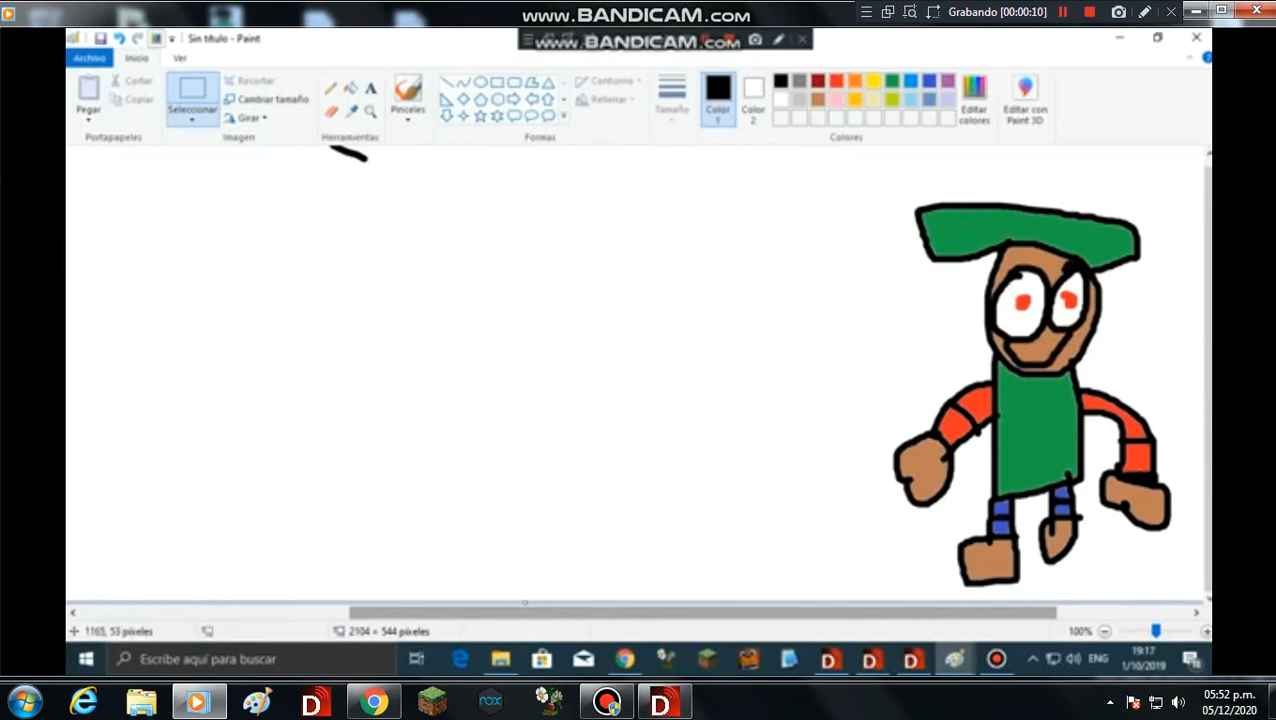 www.BANDICAM.com
Grabando [00:00:10]
Sin título - Paint
www.BANDICAM.com
Archivo Inicio Ver
Pegar
Cortar
Copiar
Portapapeles
Seleccionar
Recortar
Cambiar tamaño
Girar
Imagen
A
Herramientas
Pinceles
Contorno
Rellenar
Formas
Tamaño
Color 1
Color 2
Editar colores
Editar con Paint 3D
Colores
1165, 53 píxeles
2104 × 544 píxeles
100%
Escribe aquí para buscar
ENG
19:17
1/10/2019
18
nox
05:52 p.m.
05/12/2020